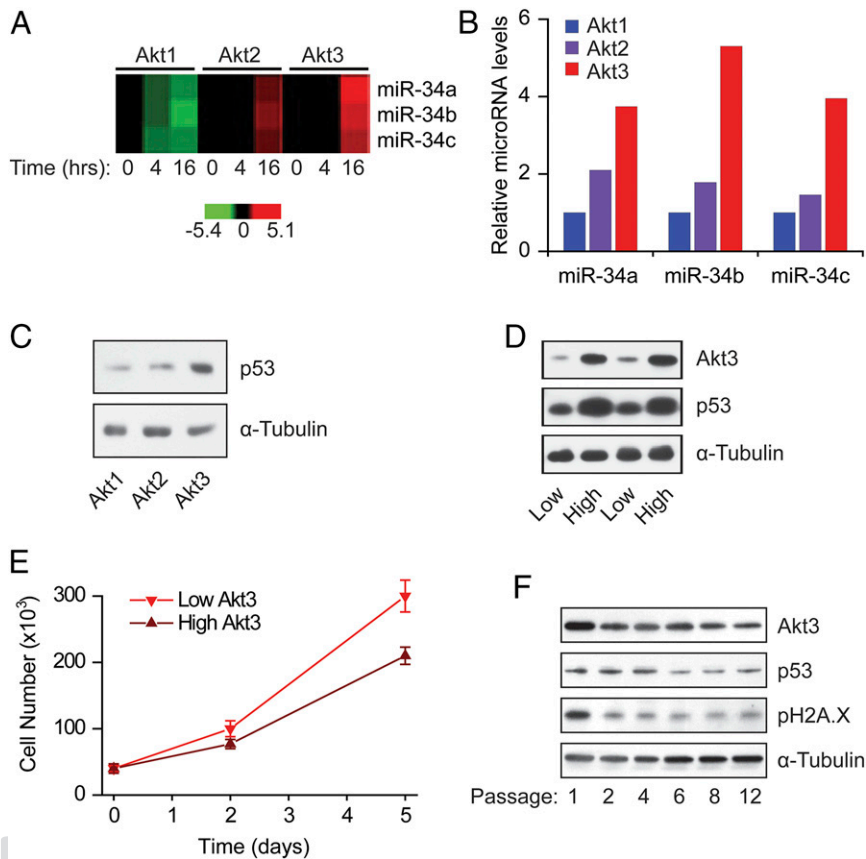 A
Akt1 Akt2 Akt3
miR-34a
miR-34b
miR-34c
Time (hrs): 0 4 16 0 4 16 0 4 16
-5.4 0 5.1
B
Relative microRNA levels
6
4
2
0
Akt1
Akt2
Akt3
miR-34a miR-34b miR-34c
C
p53
α-Tubulin
Akt1 Akt2 Akt3
D
Akt3
p53
α-Tubulin
Low High Low High
E
Cell Number (x10³)
300
200
100
0
Low Akt3
High Akt3
0 1 2 3 4 5
Time (days)
F
Akt3
p53
pH2A.X
α-Tubulin
Passage: 1 2 4 6 8 12